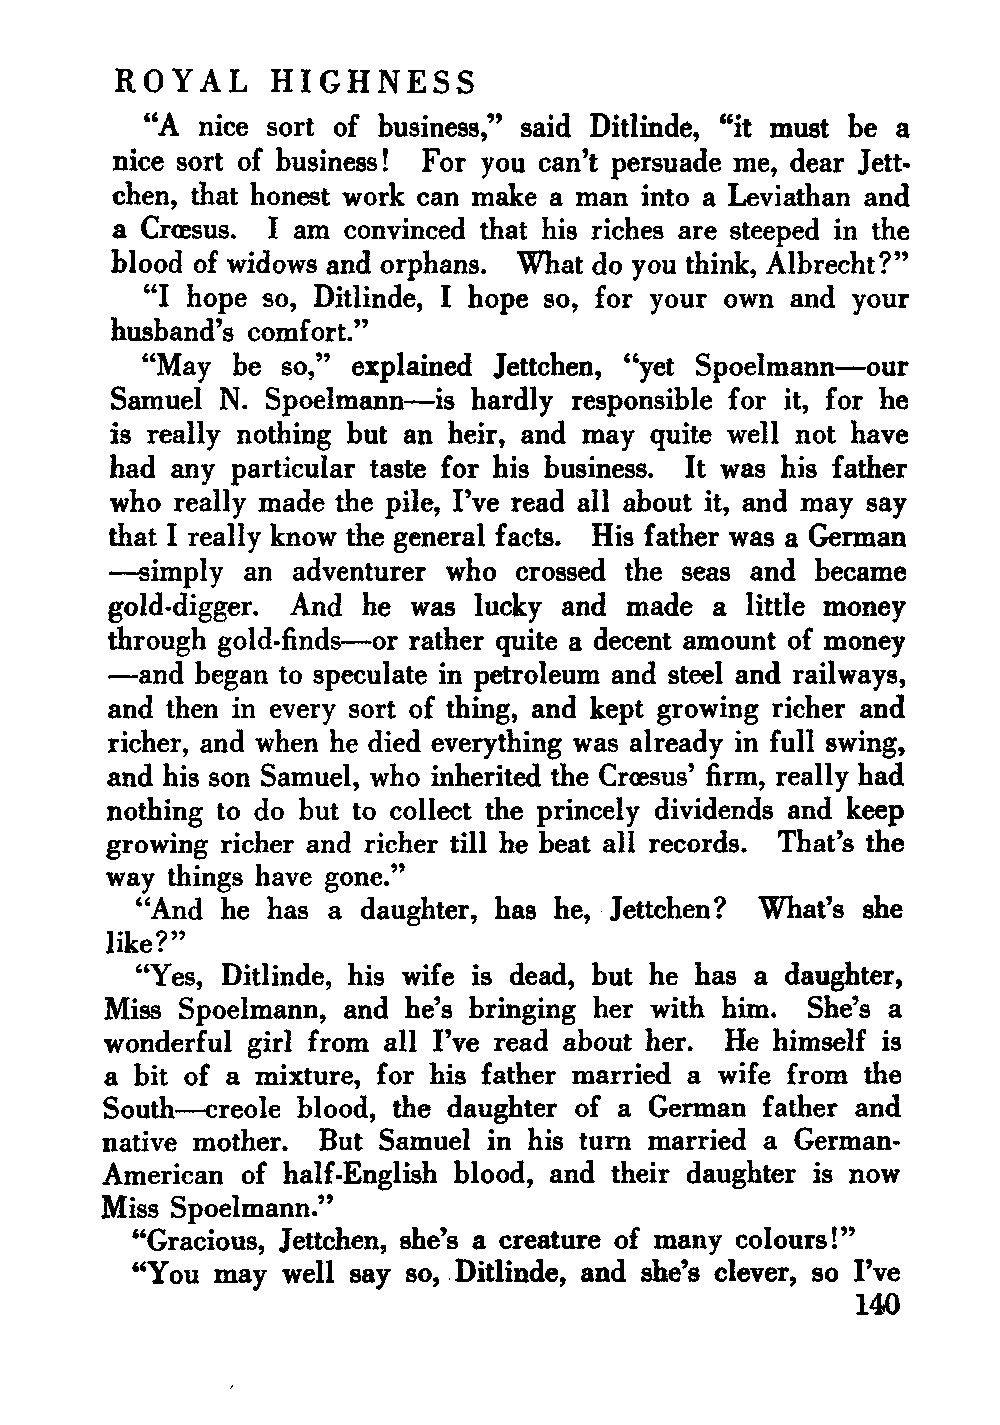 ROYAL HIGHNESS
“A nice sort of business,” said Ditlinde, “it must be a
nice sort of business! For you can’t persuade me, dear Jett-
chen, that honest work can make a man into a Leviathan and
a Crœsus. I am convinced that his riches are steeped in the
blood of widows and orphans. What do you think, Albrecht?”
“I hope so, Ditlinde, I hope so, for your own and your
husband’s comfort.”
“May be so,” explained Jettchen, “yet Spoelmann—our
Samuel N. Spoelmann—is hardly responsible for it, for he
is really nothing but an heir, and may quite well not have
had any particular taste for his business. It was his father
who really made the pile, I’ve read all about it, and may say
that I really know the general facts. His father was a German
—simply an adventurer who crossed the seas and became
gold-digger. And he was lucky and made a little money
through gold-finds—or rather quite a decent amount of money
—and began to speculate in petroleum and steel and railways,
and then in every sort of thing, and kept growing richer and
richer, and when he died everything was already in full swing,
and his son Samuel, who inherited the Crœsus’ firm, really had
nothing to do but to collect the princely dividends and keep
growing richer and richer till he beat all records. That’s the
way things have gone.”
“And he has a daughter, has he, Jettchen? What’s she
like?”
“Yes, Ditlinde, his wife is dead, but he has a daughter,
Miss Spoelmann, and he’s bringing her with him. She’s a
wonderful girl from all I’ve read about her. He himself is
a bit of a mixture, for his father married a wife from the
South—creole blood, the daughter of a German father and
native mother. But Samuel in his turn married a German-
American of half-English blood, and their daughter is now
Miss Spoelmann.”
“Gracious, Jettchen, she’s a creature of many colours!”
“You may well say so, Ditlinde, and she’s clever, so I’ve
140